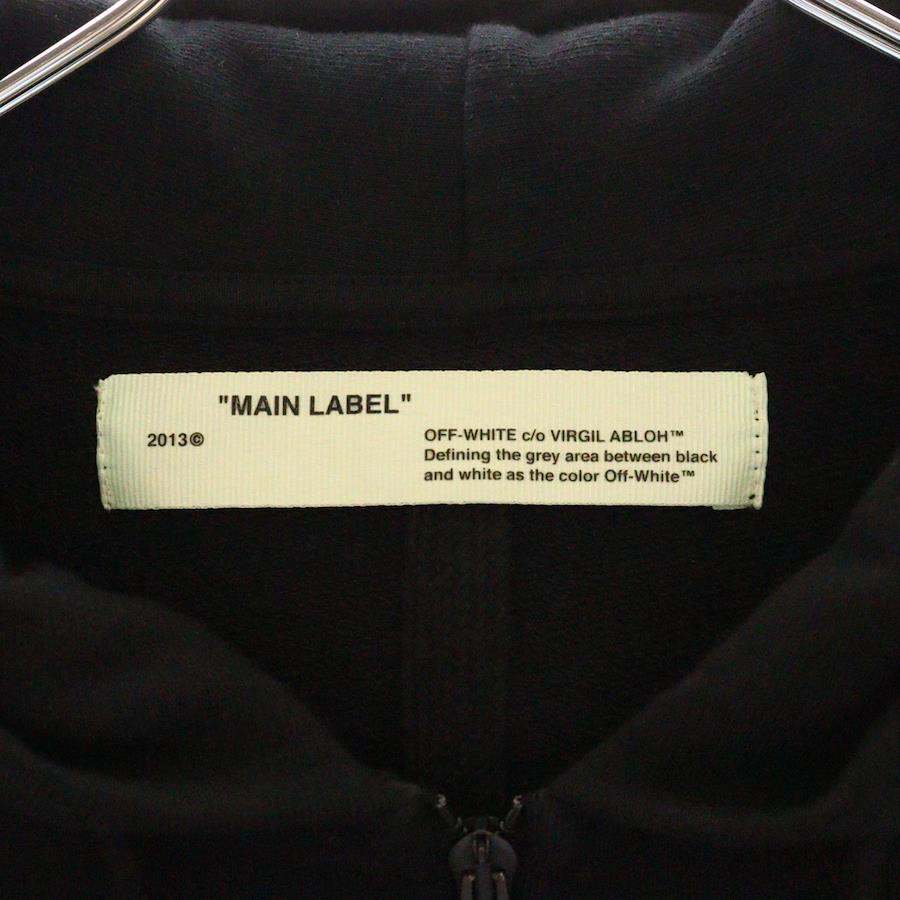 "MAIN LABEL"
2013©
OFF-WHITE c/o VIRGIL ABLOH™
Defining the grey area between black
and white as the color Off-White™